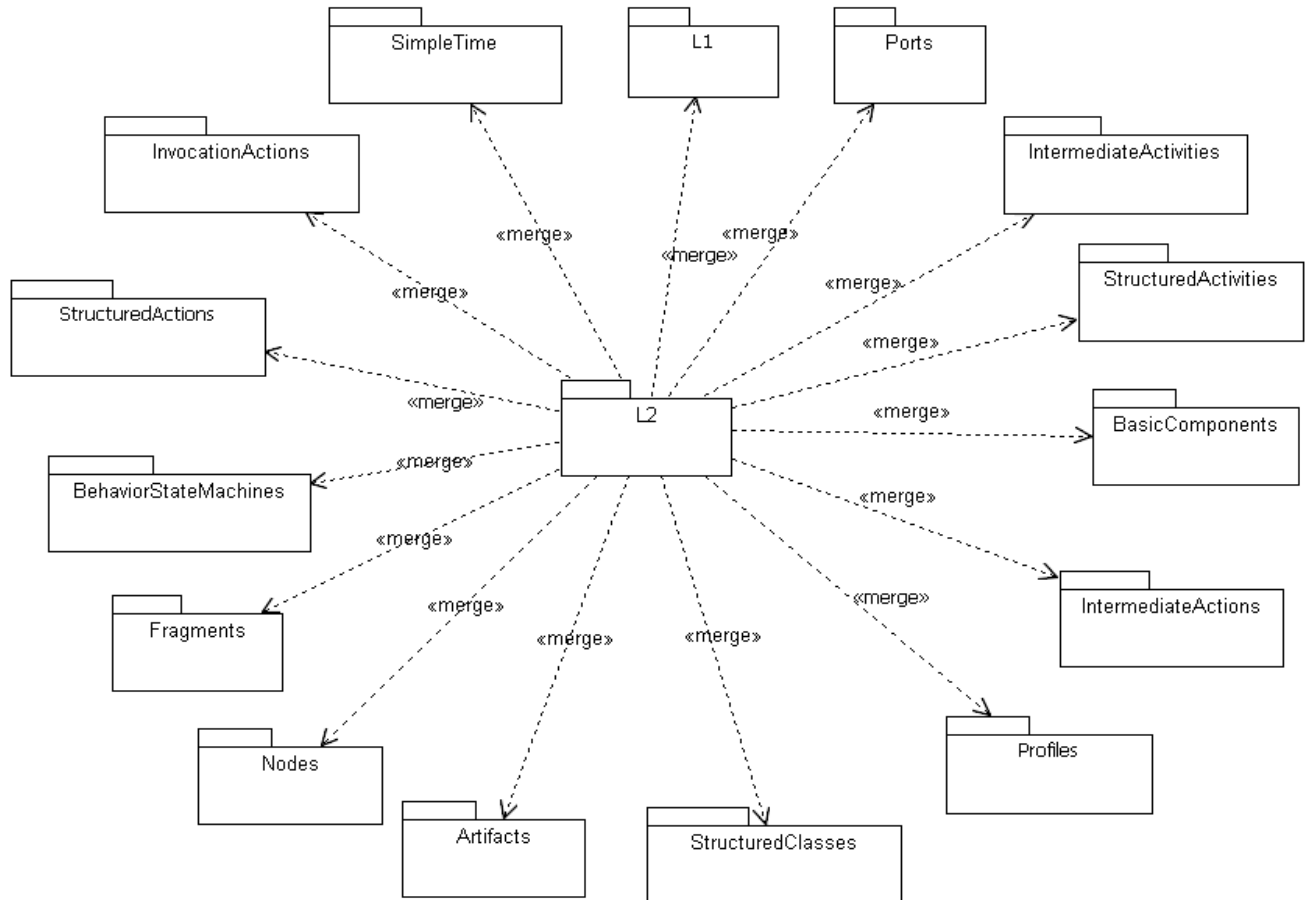 SimpleTime
L1
Ports
InvocationActions
IntermediateActivities
«merge»
«merge»
«merge»
«merge»
«merge»
StructuredActivities
StructuredActions
«merge»
«merge»
L2
«merge»
BasicComponents
«merge»
BehaviorStateMachines
«merge»
«merge»
IntermediateActions
«merge»
«merge»
«merge»
«merge»
Fragments
Nodes
Profiles
Artifacts
StructuredClasses